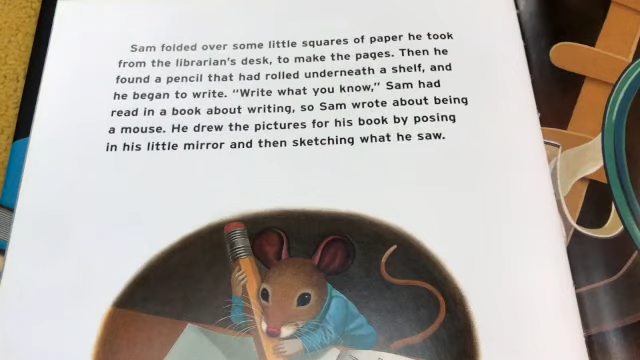 Sam folded over some little squares of paper he took
from the librarian's desk, to make the pages. Then he
found a pencil that had rolled underneath a shelf, and
he began to write. "Write what you know," Sam had
read in a book about writing, so Sam wrote about being
a mouse. He drew the pictures for his book by posing
in his little mirror and then sketching what he saw.